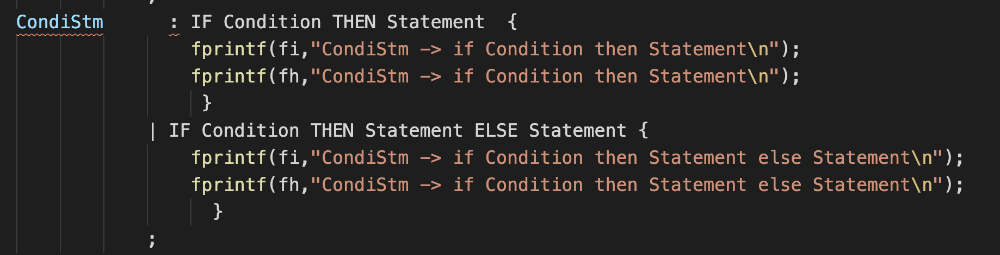 CondiStm : IF Condition THEN Statement {
fprintf(fi,"CondiStm -> if Condition then Statement\n");
fprintf(fh,"CondiStm -> if Condition then Statement\n");
}
| IF Condition THEN Statement ELSE Statement {
fprintf(fi,"CondiStm -> if Condition then Statement else Statement\n");
fprintf(fh,"CondiStm -> if Condition then Statement else Statement\n");
}
;